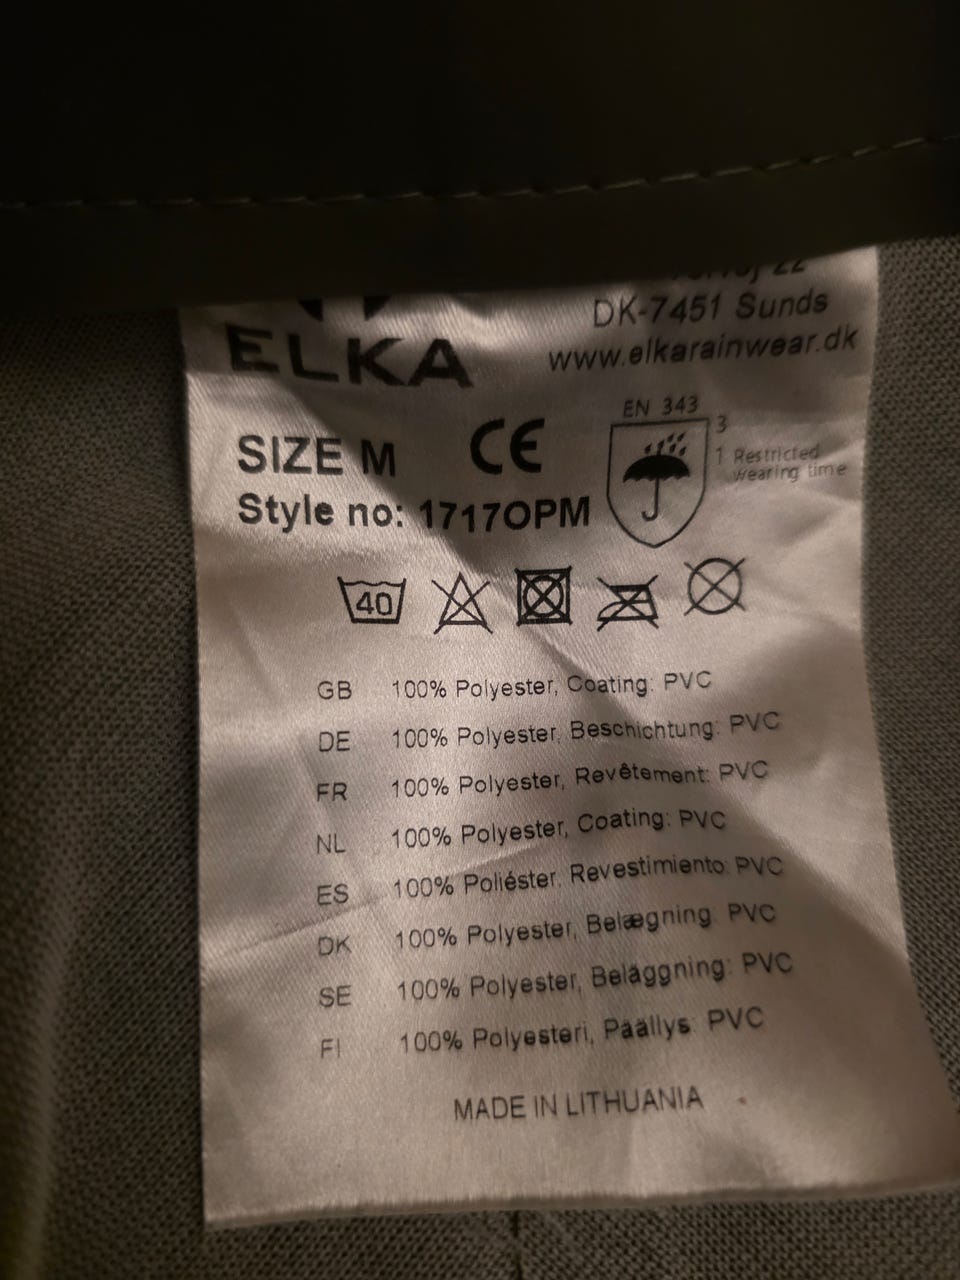 DK-7451 Sunds
www.elkarainwear.dk
ELKA
SIZE M
CE
EN 343
3
1 Restricted
wearing time
Style no: 1717OPM
40
GB 100% Polyester, Coating: PVC
DE 100% Polyester, Beschichtung: PVC
FR 100% Polyester, Revêtement: PVC
NL 100% Polyester, Coating: PVC
ES 100% Poliéster, Revestimiento: PVC
DK 100% Polyester, Belægning: PVC
SE 100% Polyester, Beläggning: PVC
FI 100% Polyesteri, Päällys: PVC
MADE IN LITHUANIA